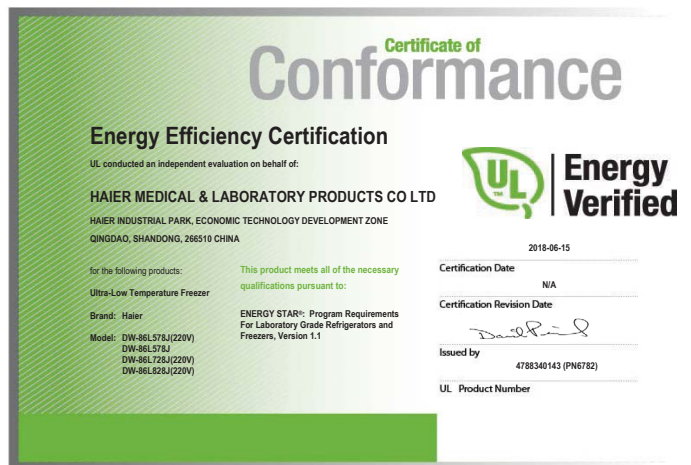 Certificate of
Conformance
Energy Efficiency Certification
UL conducted an independent evaluation on behalf of:
HAIER MEDICAL & LABORATORY PRODUCTS CO LTD
HAIER INDUSTRIAL PARK, ECONOMIC TECHNOLOGY DEVELOPMENT ZONE
QINGDAO, SHANDONG, 266510 CHINA
for the following products:
Ultra-Low Temperature Freezer
Brand: Haier
Model: DW-86L578J(220V)
DW-86L578J
DW-86L728J(220V)
DW-86L828J(220V)
This product meets all of the necessary
qualifications pursuant to:
ENERGY STAR®: Program Requirements
For Laboratory Grade Refrigerators and
Freezers, Version 1.1
UL
TM
Energy
Verified
2018-06-15
Certification Date
N/A
Certification Revision Date
Issued by
4788340143 (PN6782)
UL Product Number